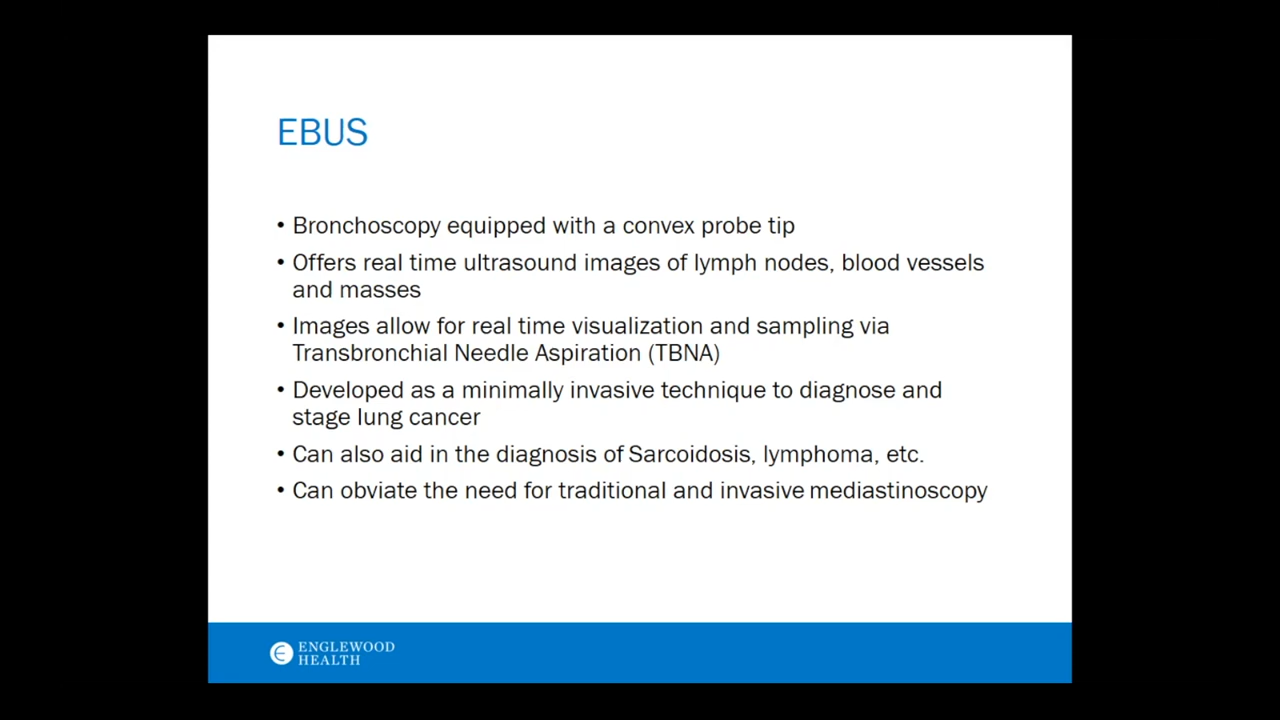 EBUS
• Bronchoscopy equipped with a convex probe tip
• Offers real time ultrasound images of lymph nodes, blood vessels
and masses
• Images allow for real time visualization and sampling via
Transbronchial Needle Aspiration (TBNA)
• Developed as a minimally invasive technique to diagnose and
stage lung cancer
• Can also aid in the diagnosis of Sarcoidosis, lymphoma, etc.
• Can obviate the need for traditional and invasive mediastinoscopy
ENGLEWOOD
HEALTH